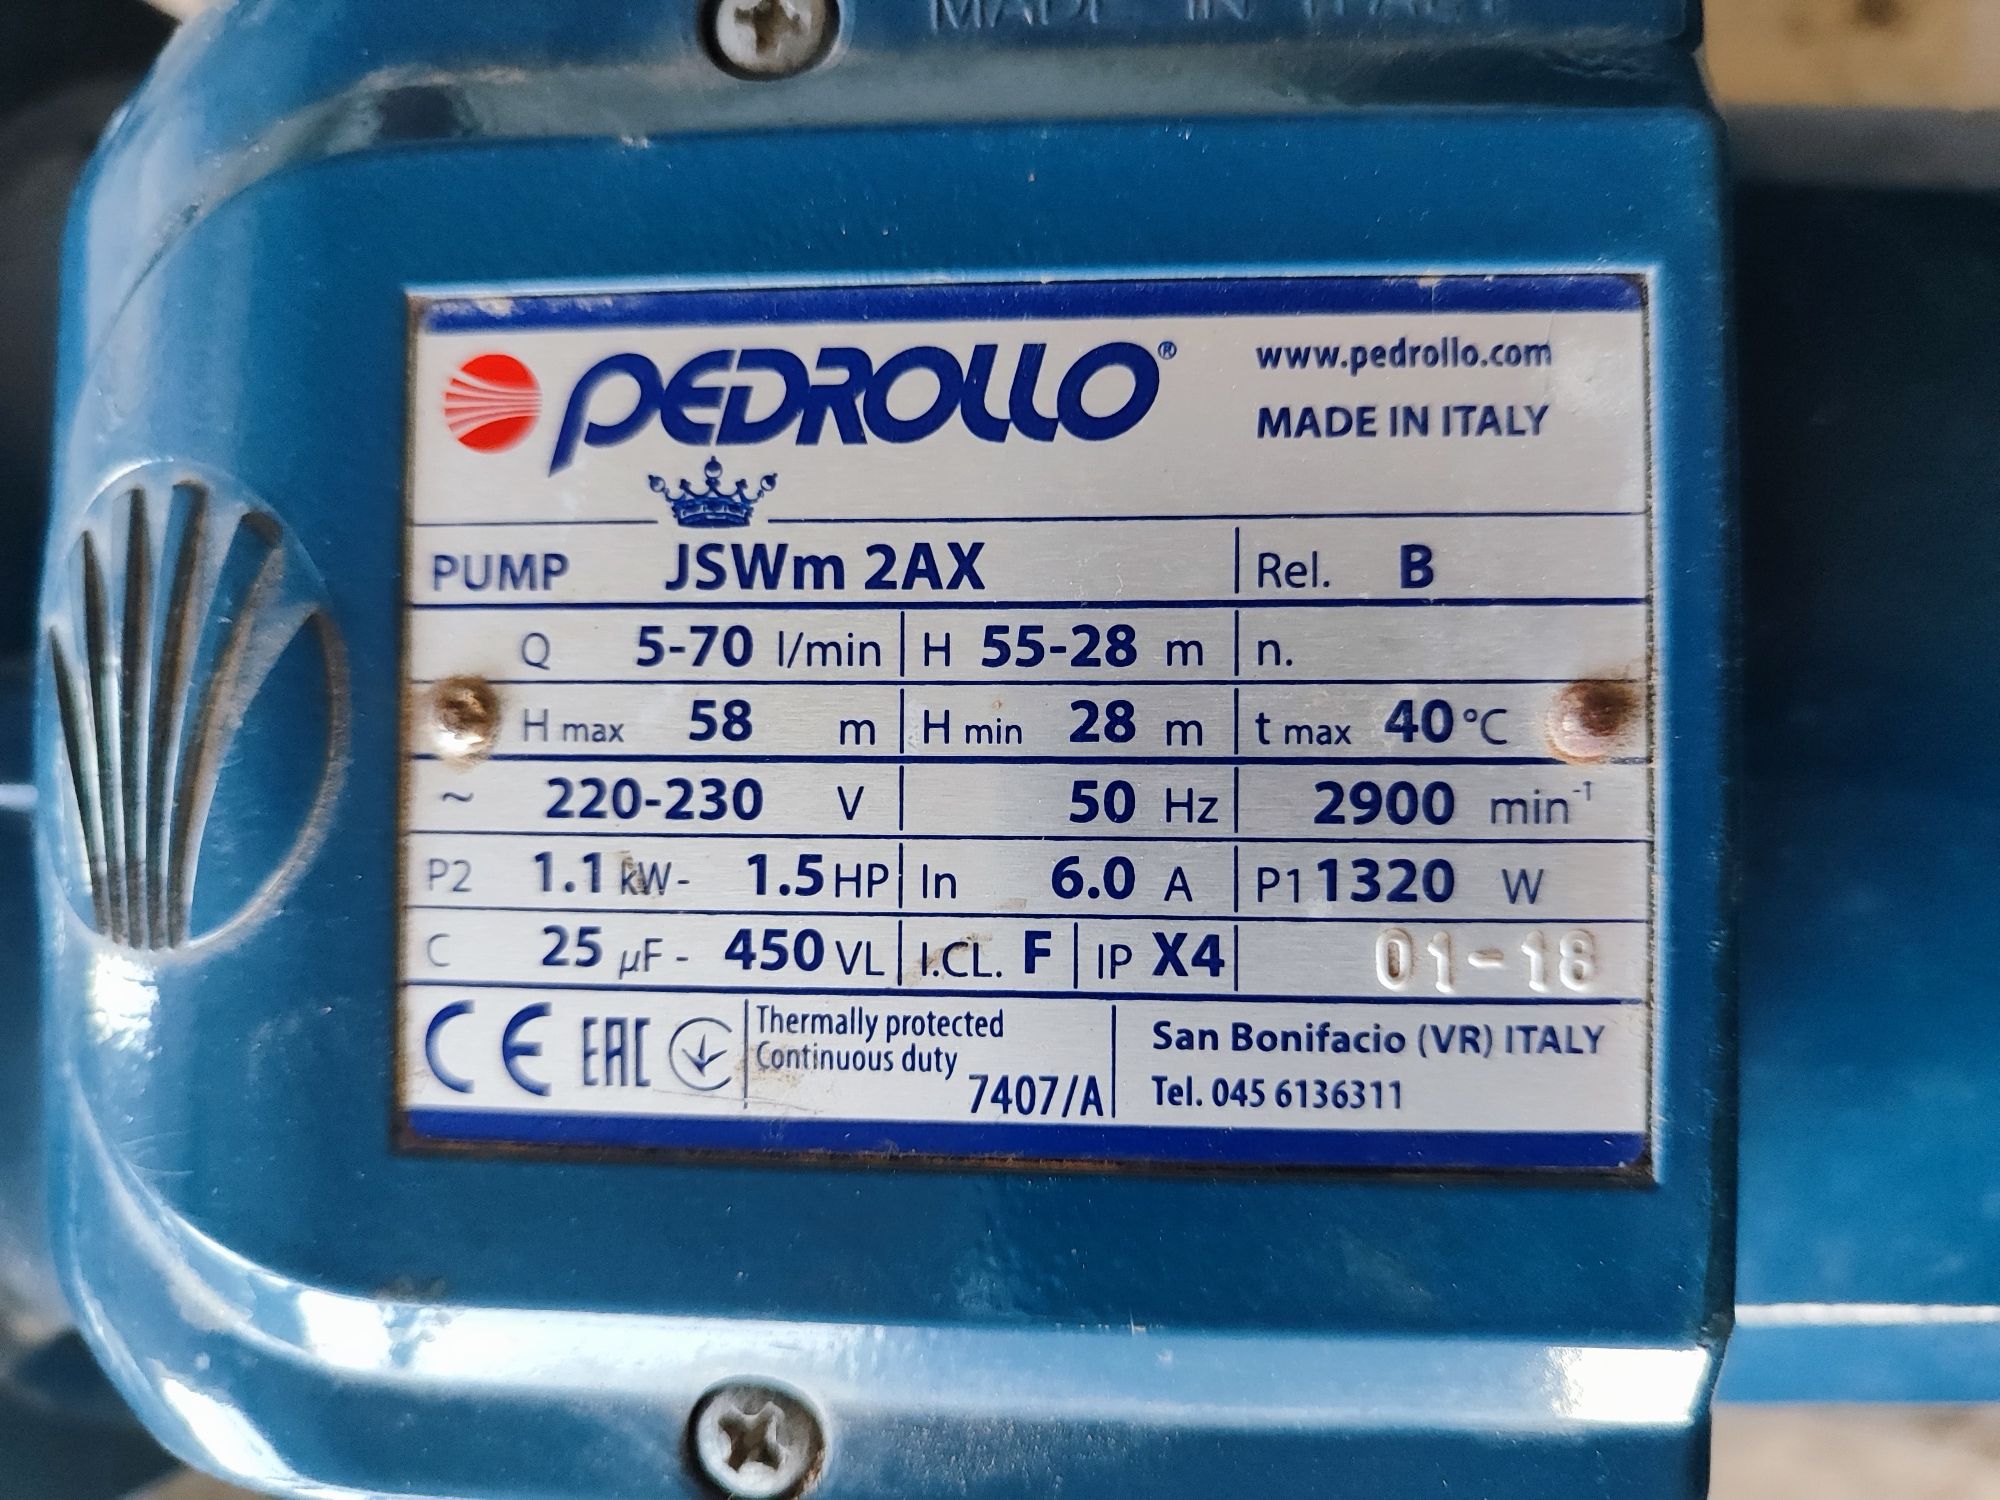 MADE IN ITALY
PEDROLLO®
www.pedrollo.com
MADE IN ITALY
PUMP JSWm 2AX Rel. B
Q 5-70 l/min H 55-28 m n.
H max 58 m H min 28 m t max 40 °C
~ 220-230 V 50 Hz 2900 min⁻¹
P2 1.1 kW- 1.5 HP In 6.0 A P1 1320 W
C 25 µF - 450 VL I.CL. F IP X4 01-18
CE EAC Thermally protected
Continuous duty
7407/A
San Bonifacio (VR) ITALY
Tel. 045 6136311